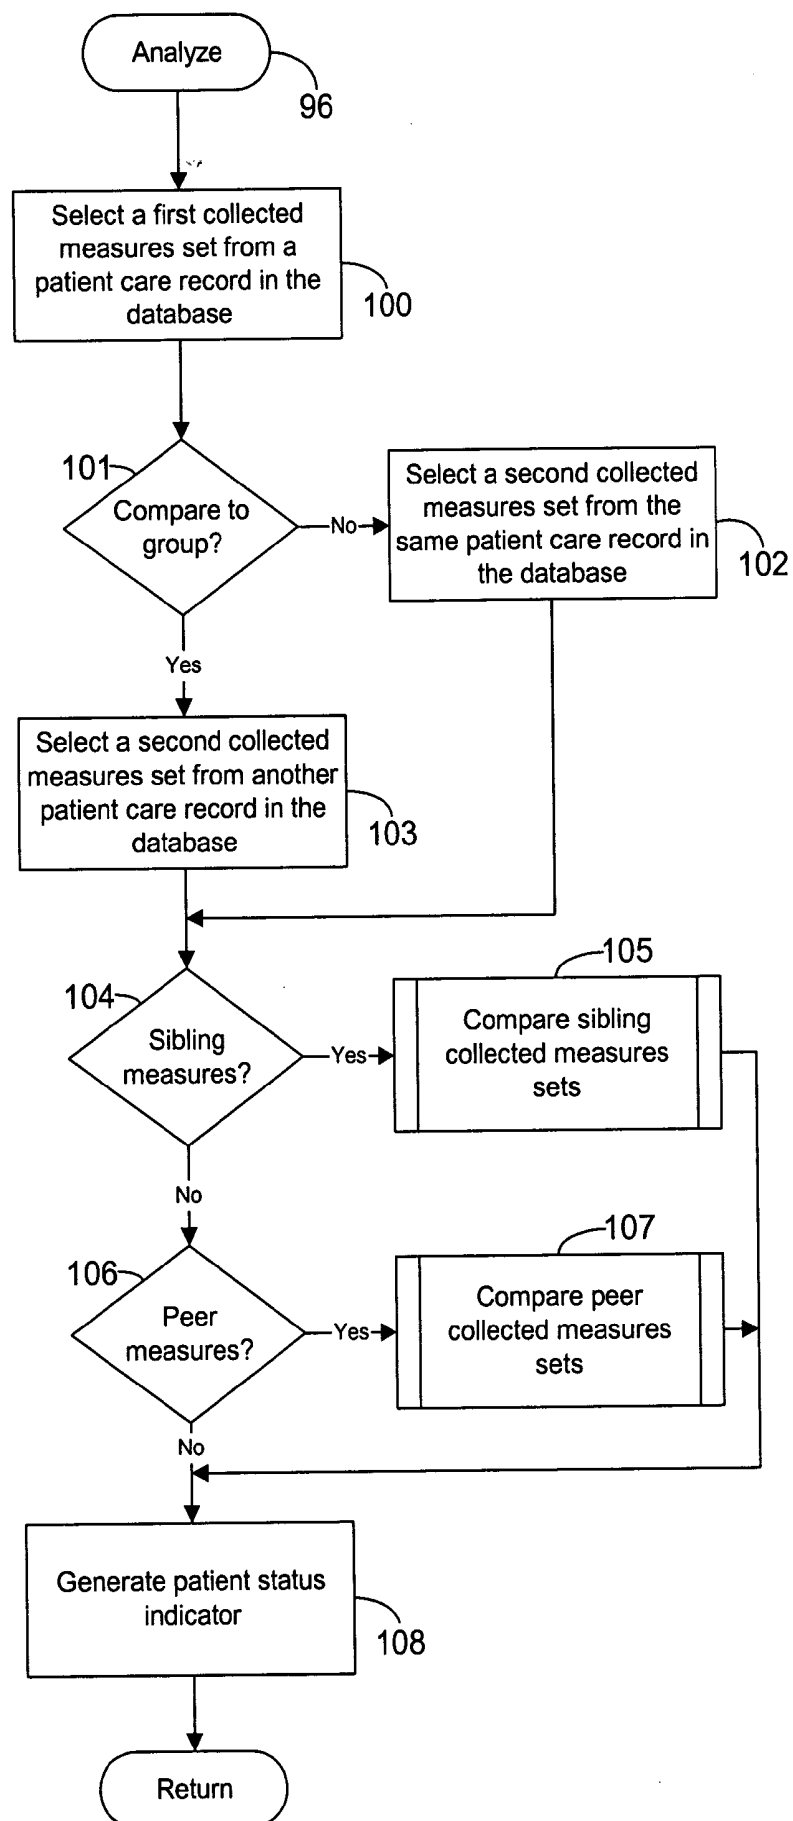 Analyze
96
Select a first collected
measures set from a
patient care record in the
database
100
101
Compare to
group?
No
Select a second collected
measures set from the
same patient care record in
the database
102
Yes
Select a second collected
measures set from another
patient care record in the
database
103
104
Sibling
measures?
Yes
105
Compare sibling
collected measures
sets
No
106
Peer
measures?
Yes
107
Compare peer
collected measures
sets
No
Generate patient status
indicator
108
Return